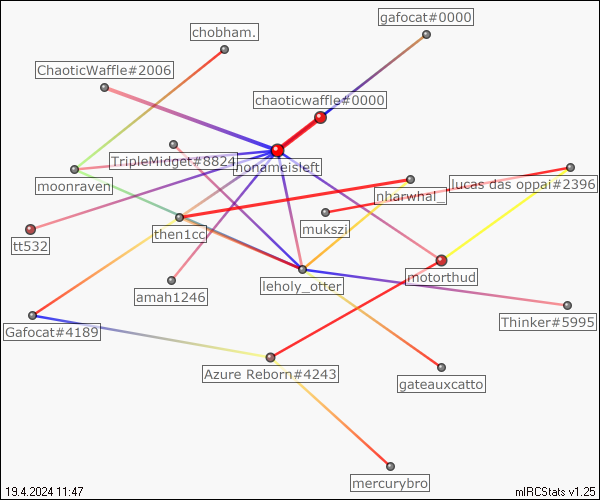 gafocat#0000
chobham.
ChaoticWaffle#2006
chaoticwaffle#0000
TripleMidget#8824
nonameisleft
moonraven
lucas das oppai#2396
nharwhal_
mukszi
then1cc
tt532
motorthud
leholy_otter
amah1246
Thinker#5995
Gafocat#4189
Azure Reborn#4243
gateauxcatto
mercurybro
19.4.2024 11:47
mIRCStats v1.25